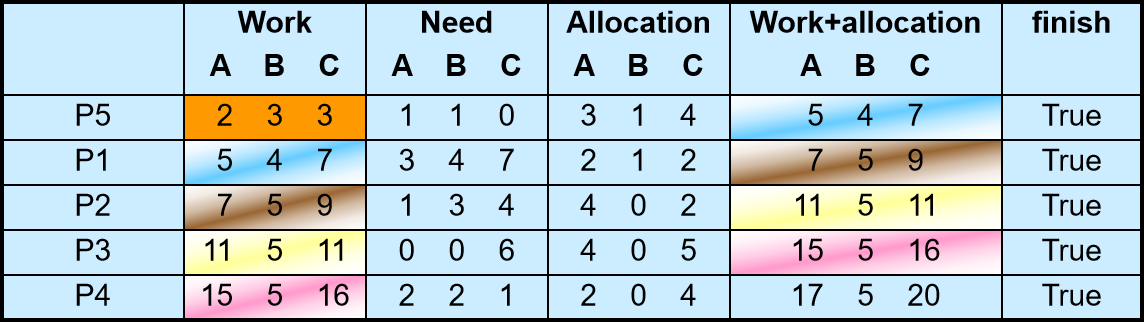 Work Need Allocation Work+allocation finish
A B C A B C A B C A B C
P5 2 3 3 1 1 0 3 1 4 5 4 7 True
P1 5 4 7 3 4 7 2 1 2 7 5 9 True
P2 7 5 9 1 3 4 4 0 2 11 5 11 True
P3 11 5 11 0 0 6 4 0 5 15 5 16 True
P4 15 5 16 2 2 1 2 0 4 17 5 20 True